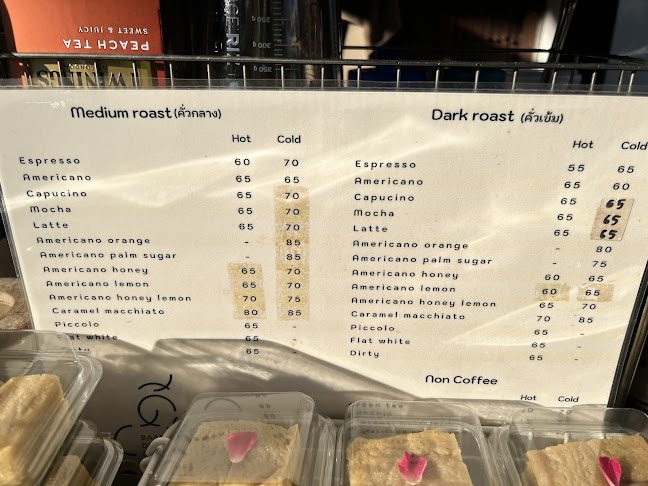 PEACH TEA
SWEET & JUICY
Medium roast (คั่วกลาง)
Hot Cold
Espresso 60 70
Americano 65 65
Capucino 65 70
Mocha 65 70
Latte 65 70
Americano orange - 85
Americano palm sugar - 85
Americano honey 65 70
Americano lemon 65 70
Americano honey lemon 70 75
Caramel macchiato 80 85
Piccolo 65 -
white 65 -
65 -
Dark roast (คั่วเข้ม)
Hot Cold
Espresso 55 65
Americano 65 60
Capucino 65 65
Mocha 65 65
Latte 65 65
Americano orange - 80
Americano palm sugar - 75
Americano honey 60 65
Americano lemon 60 65
Americano honey lemon 65 70
Caramel macchiato 70 85
Piccolo 65 -
Flat white 65 -
Dirty 65 -
Non Coffee
Hot Cold